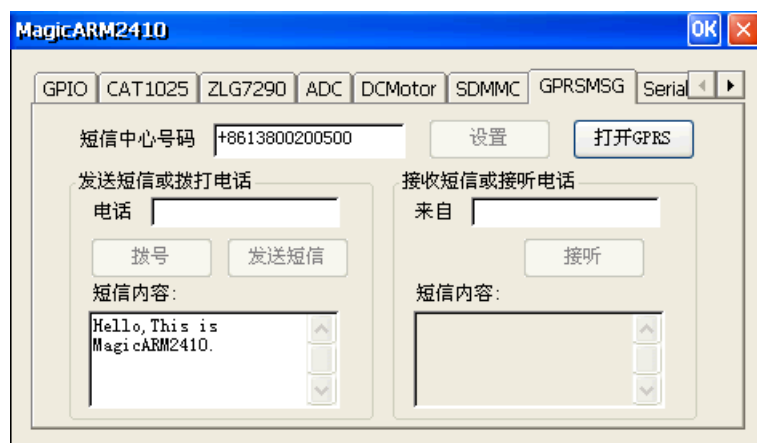 MagicARM2410 OK
GPIO CAT1025 ZLG7290 ADC DCMotor SDMMC GPRSMSG Serial
短信中心号码 +8613800200500 设置 打开GPRS
发送短信或拨打电话
电话
拨号 发送短信
短信内容:
Hello,This is
MagicARM2410.
接收短信或接听电话
来自
接听
短信内容: